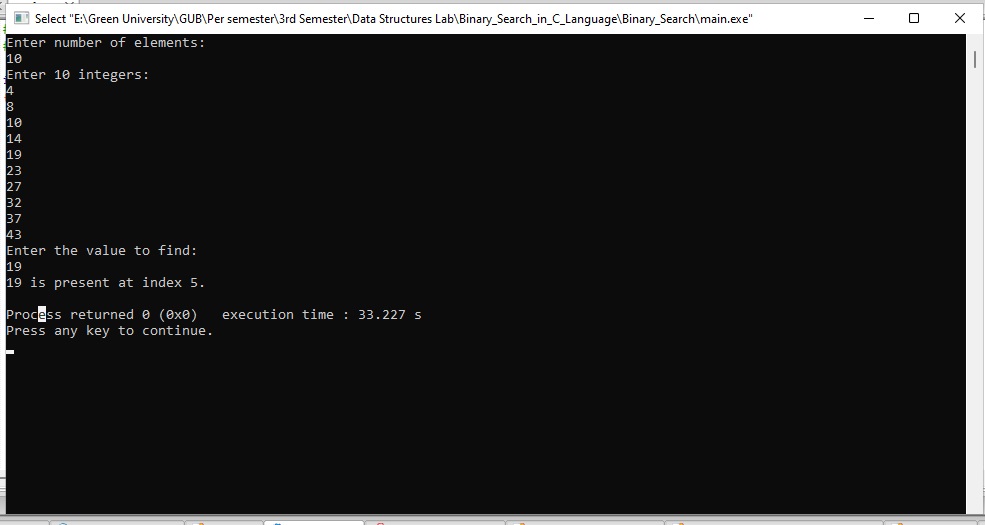 Select "E:\Green University\GUB\Per semester\3rd Semester\Data Structures Lab\Binary_Search_in_C_Language\Binary_Search\main.exe"
Enter number of elements:
10
Enter 10 integers:
4
8
10
14
19
23
27
32
37
43
Enter the value to find:
19
19 is present at index 5.
Process returned 0 (0x0)   execution time : 33.227 s
Press any key to continue.